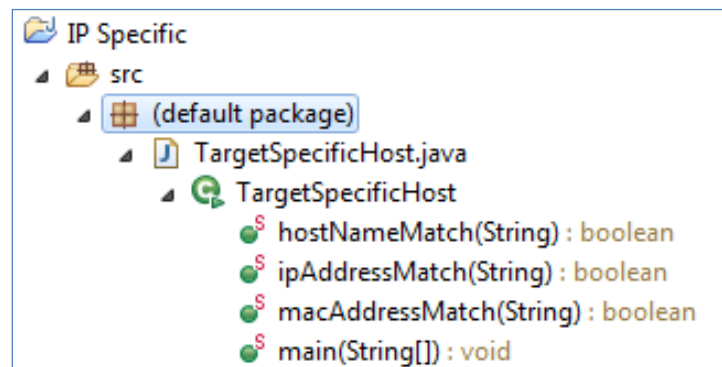 IP Specific
src
(default package)
TargetSpecificHost.java
TargetSpecificHost
hostNameMatch(String) : boolean
ipAddressMatch(String) : boolean
macAddressMatch(String) : boolean
main(String[]) : void